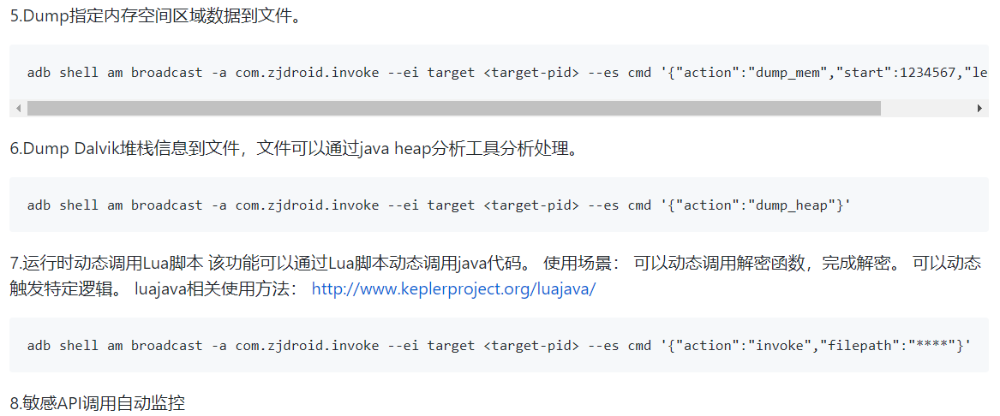 5.Dump指定内存空间区域数据到文件。
adb shell am broadcast -a com.zjdroid.invoke --ei target <target-pid> --es cmd '{"action":"dump_mem","start":1234567,"le
6.Dump Dalvik堆栈信息到文件，文件可以通过java heap分析工具分析处理。
adb shell am broadcast -a com.zjdroid.invoke --ei target <target-pid> --es cmd '{"action":"dump_heap"}'
7.运行时动态调用Lua脚本 该功能可以通过Lua脚本动态调用java代码。 使用场景： 可以动态调用解密函数，完成解密。 可以动态
触发特定逻辑。 luajava相关使用方法： http://www.keplerproject.org/luajava/
adb shell am broadcast -a com.zjdroid.invoke --ei target <target-pid> --es cmd '{"action":"invoke","filepath":"****"}'
8.敏感API调用自动监控